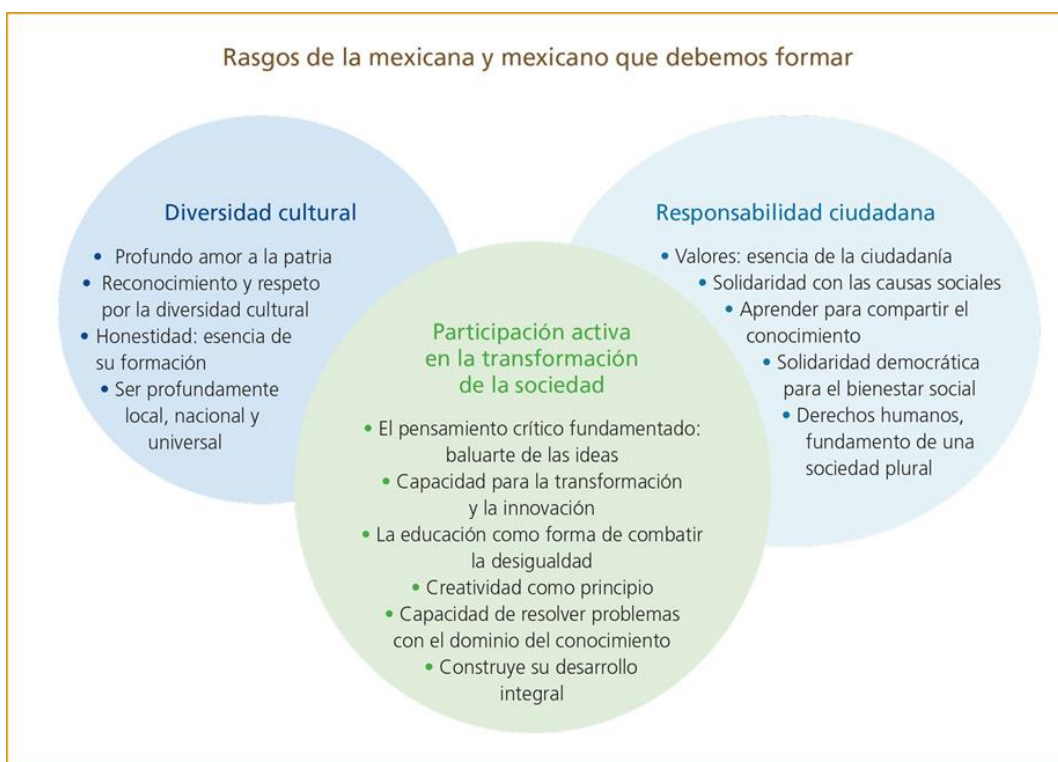 Rasgos de la mexicana y mexicano que debemos formar
Diversidad cultural
• Profundo amor a la patria
• Reconocimiento y respeto
por la diversidad cultural
• Honestidad: esencia de
su formación
• Ser profundamente
local, nacional y
universal
Participación activa
en la transformación
de la sociedad
• El pensamiento crítico fundamentado:
baluarte de las ideas
• Capacidad para la transformación
y la innovación
• La educación como forma de combatir
la desigualdad
• Creatividad como principio
• Capacidad de resolver problemas
con el dominio del conocimiento
• Construye su desarrollo
integral
Responsabilidad ciudadana
• Valores: esencia de la ciudadanía
• Solidaridad con las causas sociales
• Aprender para compartir el
conocimiento
• Solidaridad democrática
para el bienestar social
• Derechos humanos,
fundamento de una
sociedad plural